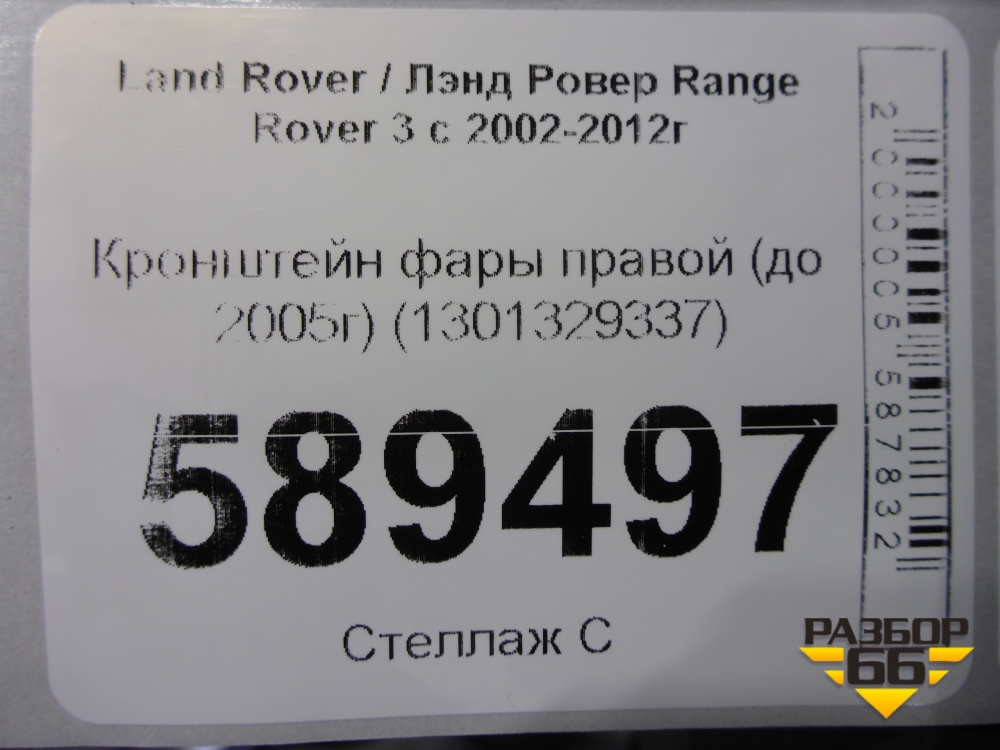 Land Rover / Лэнд Ровер Range
Rover 3 с 2002-2012г
Кронштейн фары правой (до
2005г) (1301329337)
589497
Стеллаж С
2000005587832
РАЗБОР
66